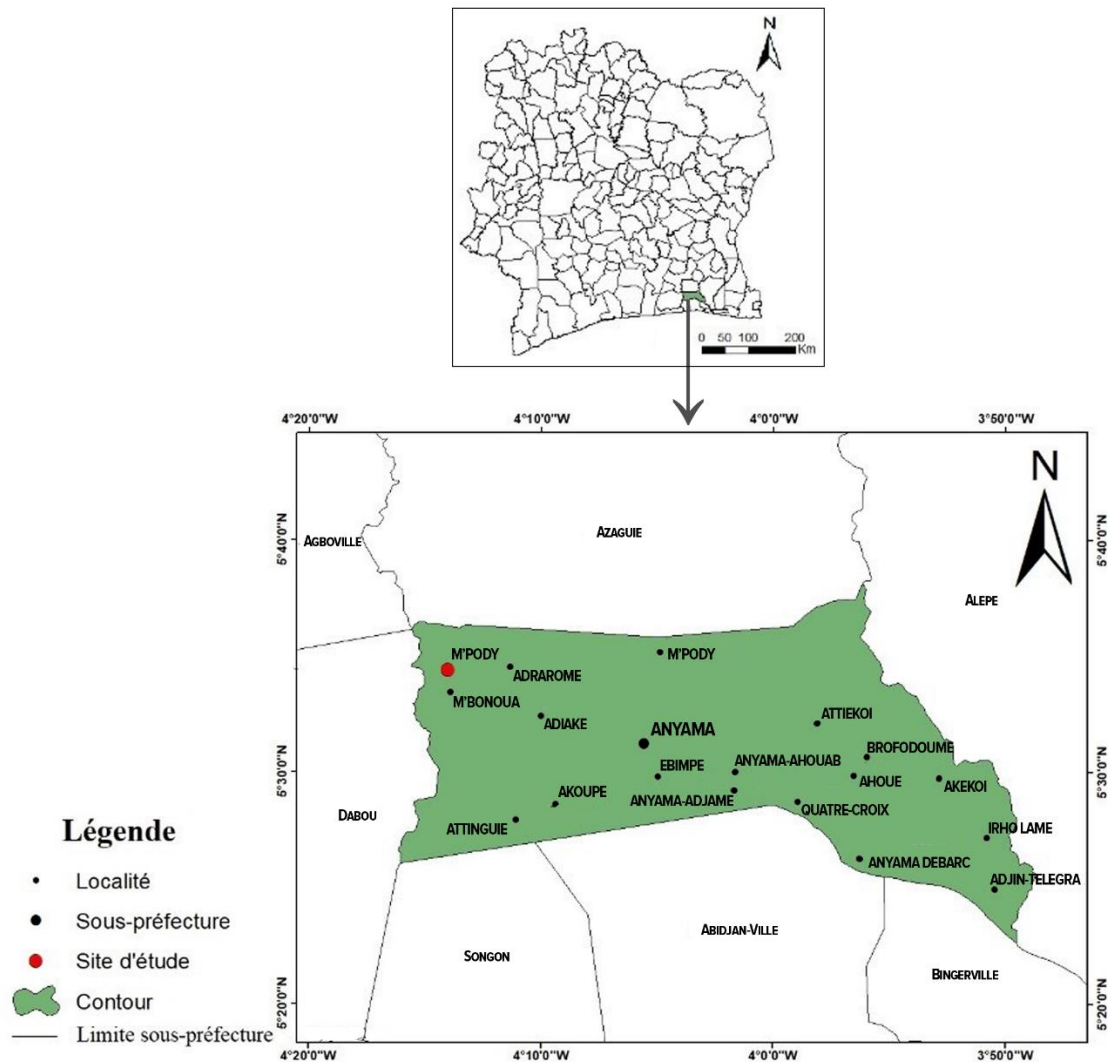 N
0 50 100 200
Km
4°20'0"W 4°10'0"W 4°0'0"W 3°50'0"W
N
5°40'0"N
5°40'0"N
AGBOVILLE
AZAGUIE
ALEPE
M'PODY
M'PODY
ADRAROME
M'BONOUA
ADIAKE
ATTIEKOI
ANYAMA
BROFODOUME
EBIMPE
ANYAMA-AHOUAB
5°30'0"N
5°30'0"N
AHOUE
AKEKOI
AKOUPE
ANYAMA-ADJAME
QUATRE-CROIX
DABOU
ATTINGUIE
IRHO LAME
ANYAMA DEBARC
ADJIN-TELEGRA
ABIDJAN-VILLE
SONGON
BINGERVILLE
5°20'0"N
5°20'0"N
4°20'0"W 4°10'0"W 4°0'0"W 3°50'0"W
Légende
Localité
Sous-préfecture
Site d'étude
Contour
Limite sous-préfecture